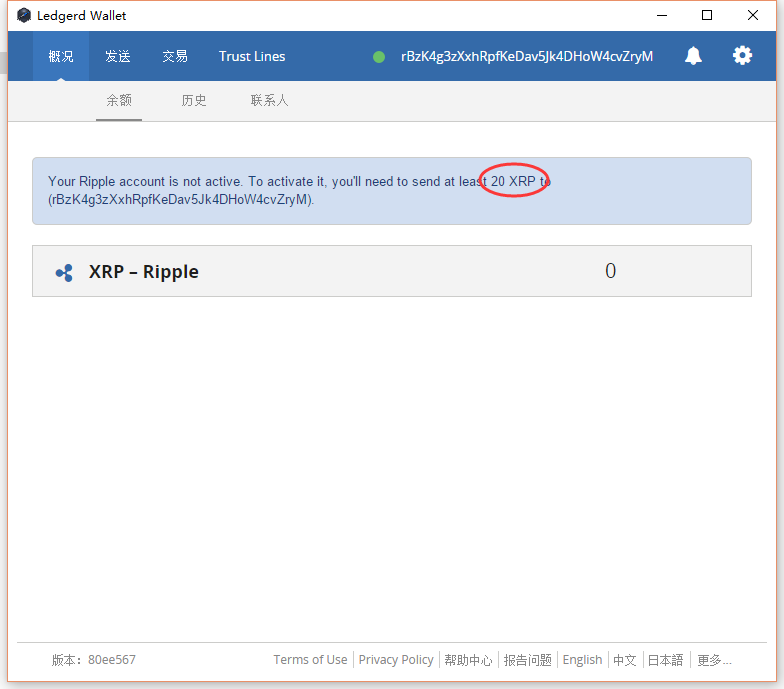 Ledgerd Wallet
概况 发送 交易 Trust Lines rBzK4g3zXxhRpfKeDav5Jk4DHoW4cvZryM
余额 历史 联系人
Your Ripple account is not active. To activate it, you'll need to send at least 20 XRP to
(rBzK4g3zXxhRpfKeDav5Jk4DHoW4cvZryM).
XRP – Ripple 0
版本：80ee567 Terms of Use Privacy Policy 帮助中心 报告问题 English 中文 日本語 更多...